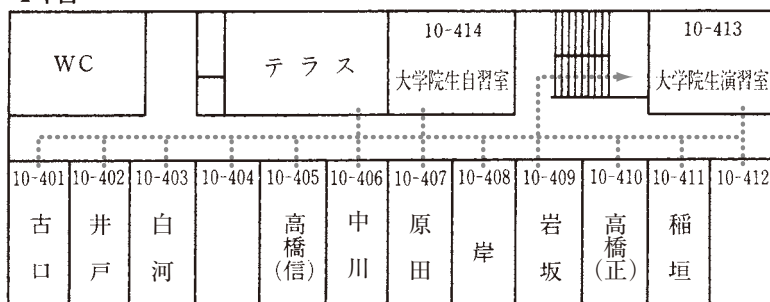 10-414
10-413
WC
テラス
大学院生自習室
大学院生演習室
10-401
10-402
10-403
10-404
10-405
10-406
10-407
10-408
10-409
10-410
10-411
10-412
古口
井戸
白河
高橋(信)
中川
原田
岸
岩坂
高橋(正)
稲垣